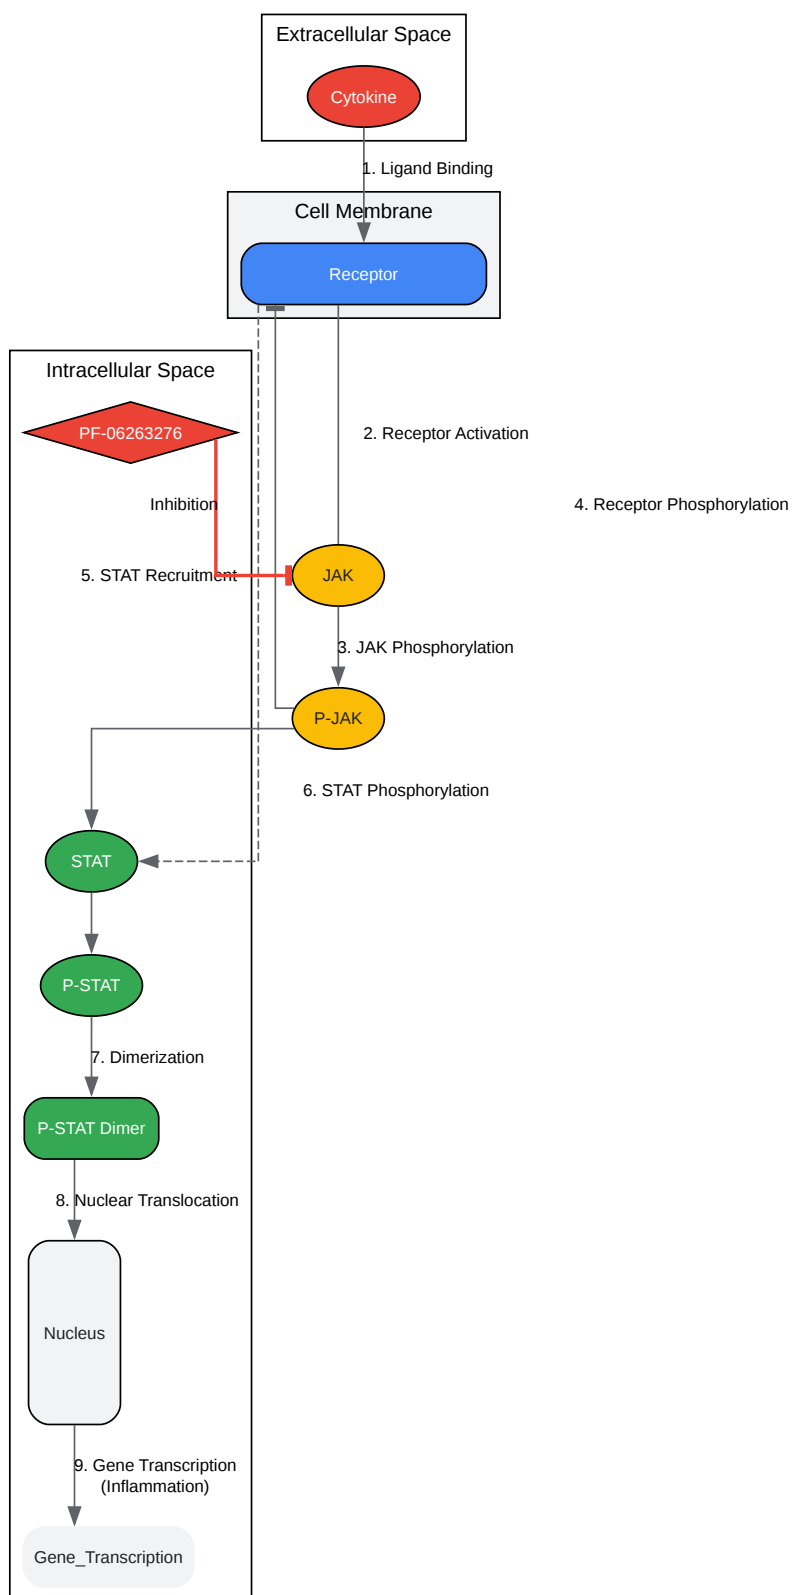 Extracellular Space
Cytokine
1. Ligand Binding
Cell Membrane
Receptor
Intracellular Space
PF-06263276
2. Receptor Activation
Inhibition
4. Receptor Phosphorylation
5. STAT Recruitment
JAK
3. JAK Phosphorylation
P-JAK
6. STAT Phosphorylation
STAT
P-STAT
7. Dimerization
P-STAT Dimer
8. Nuclear Translocation
Nucleus
9. Gene Transcription
(Inflammation)
Gene_Transcription